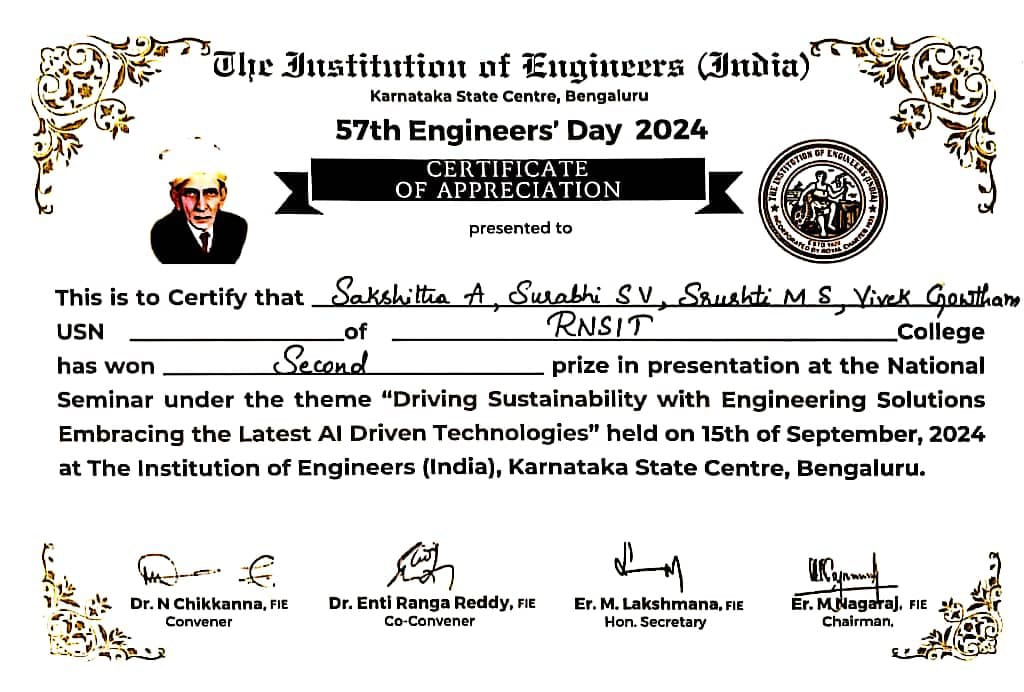 The Institution of Engineers (India)
Karnataka State Centre, Bengaluru
57th Engineers' Day 2024
CERTIFICATE
OF APPRECIATION
THE INSTITUTION OF ENGINEERS (INDIA)
ESTD 1920
INCORPORATED BY ROYAL CHARTER 1935
presented to
This is to Certify that Sakshitha A, Surabhi S V, Srushti M S, Vivek Gowtham
USN ____________ of RNSIT College
has won Second prize in presentation at the National
Seminar under the theme “Driving Sustainability with Engineering Solutions
Embracing the Latest AI Driven Technologies” held on 15th of September, 2024
at The Institution of Engineers (India), Karnataka State Centre, Bengaluru.
Dr. N Chikkanna, FIE
Convener
Dr. Enti Ranga Reddy, FIE
Co-Convener
Er. M. Lakshmana, FIE
Hon. Secretary
Er. M Nagaraj, FIE
Chairman,